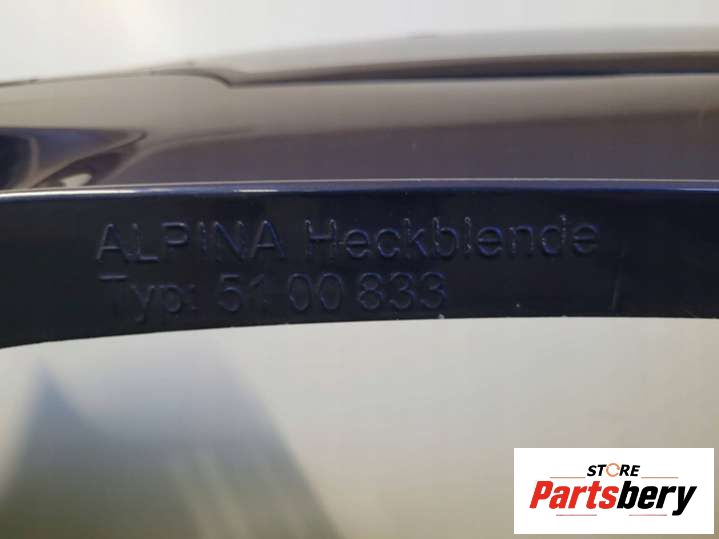 ALPINA Heckblende
Typ: 51 00 833
STORE
Partsbery